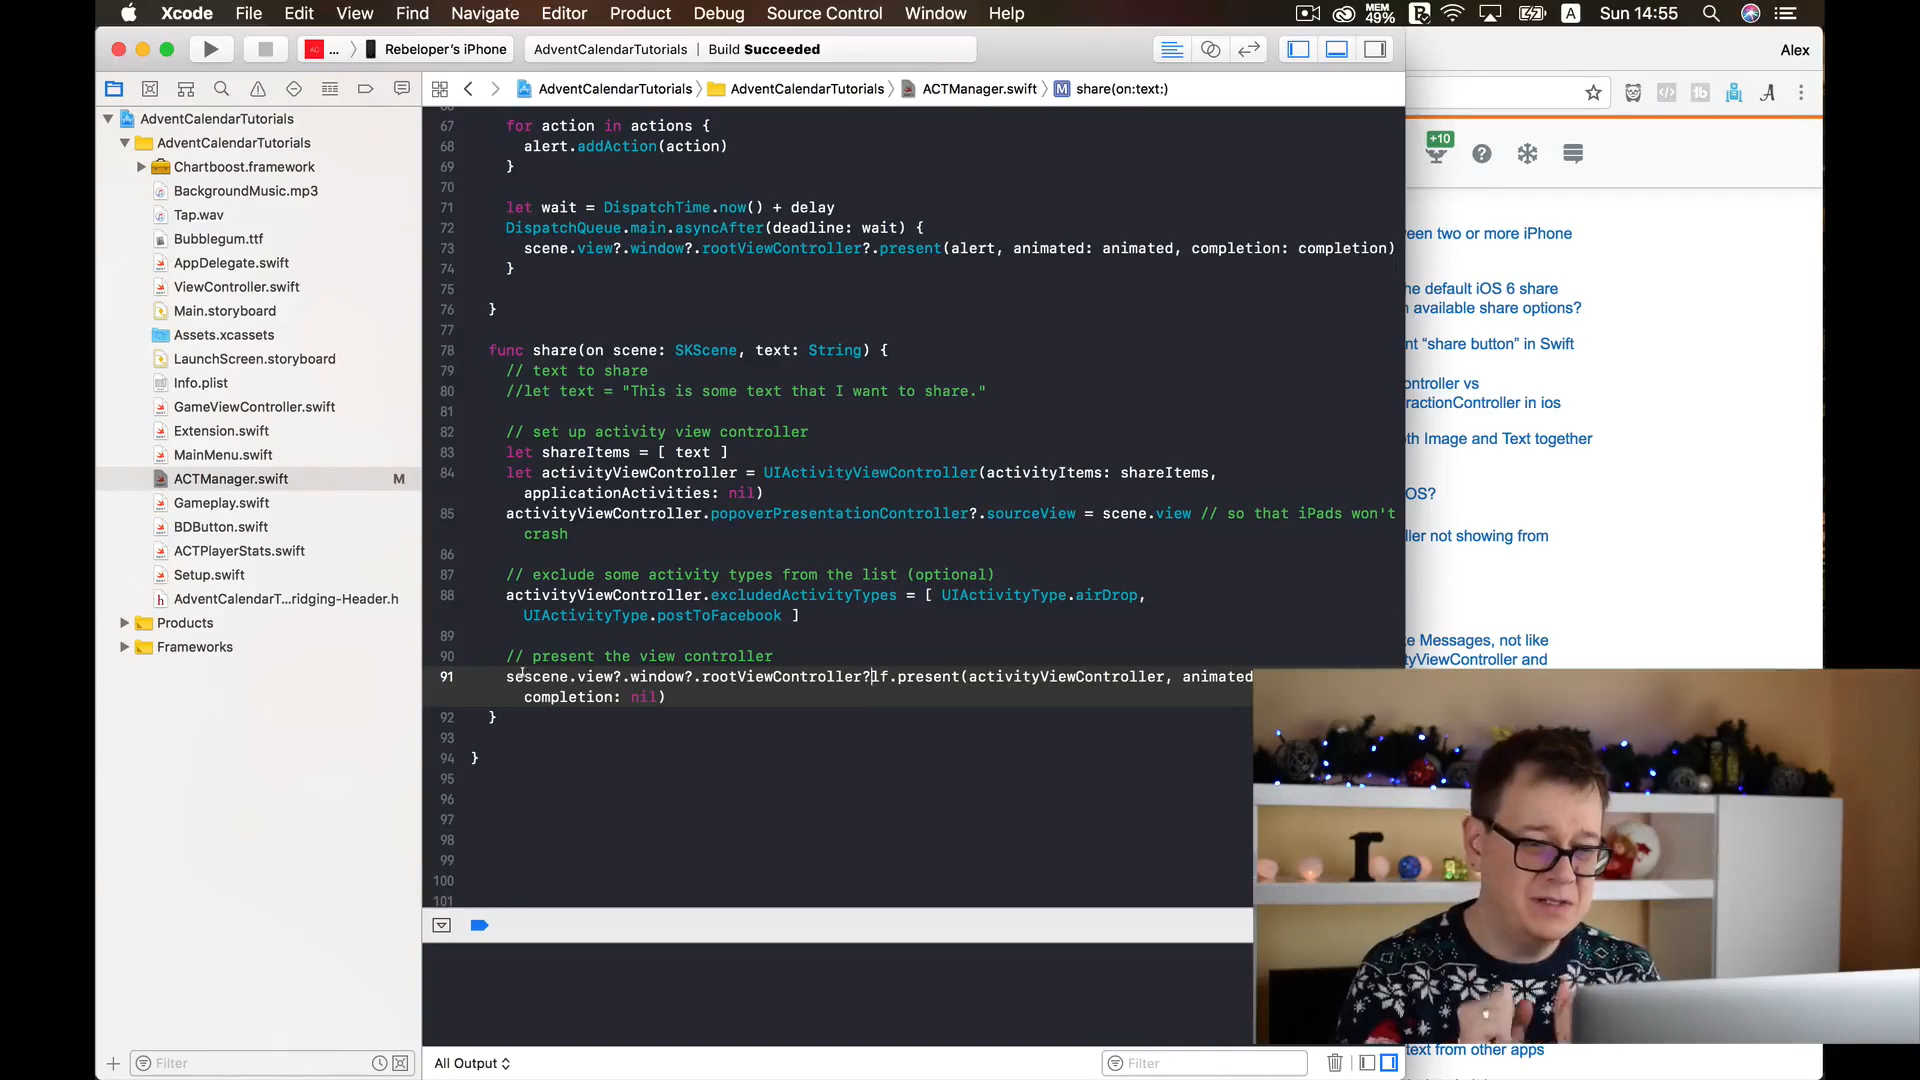 Xcode File Edit View Find Navigate Editor Product Debug Source Control Window Help
MEM 49% A Sun 14:55
AC ... Rebeloper's iPhone
AdventCalendarTutorials | Build Succeeded
Alex
AdventCalendarTutorials AdventCalendarTutorials ACTManager.swift M share(on:text:)
+10
AdventCalendarTutorials
AdventCalendarTutorials
Chartboost.framework
BackgroundMusic.mp3
Tap.wav
Bubblegum.ttf
AppDelegate.swift
ViewController.swift
Main.storyboard
Assets.xcassets
LaunchScreen.storyboard
Info.plist
GameViewController.swift
Extension.swift
MainMenu.swift
ACTManager.swift M
Gameplay.swift
BDButton.swift
ACTPlayerStats.swift
Setup.swift
h AdventCalendarT...ridging-Header.h
Products
Frameworks
67 for action in actions {
68 alert.addAction(action)
69 }
70
71 let wait = DispatchTime.now() + delay
72 DispatchQueue.main.asyncAfter(deadline: wait) {
73 scene.view?.window?.rootViewController?.present(alert, animated: animated, completion: completion)
74 }
75
76 }
77
78 func share(on scene: SKScene, text: String) {
79 // text to share
80 //let text = "This is some text that I want to share."
81
82 // set up activity view controller
83 let shareItems = [ text ]
84 let activityViewController = UIActivityViewController(activityItems: shareItems,
applicationActivities: nil)
85 activityViewController.popoverPresentationController?.sourceView = scene.view // so that iPads won't
crash
86
87 // exclude some activity types from the list (optional)
88 activityViewController.excludedActivityTypes = [ UIActivityType.airDrop,
UIActivityType.postToFacebook ]
89
90 // present the view controller
91 sescene.view?.window?.rootViewController?lf.present(activityViewController, animated
completion: nil)
92 }
93
94 }
95
96
97
98
99
100
101
een two or more iPhone
he default iOS 6 share
available share options?
nt “share button” in Swift
ontroller vs
ractionController in ios
th Image and Text together
OS?
ller not showing from
ke Messages, not like
yViewController and
text from other apps
Filter
All Output
Filter
r